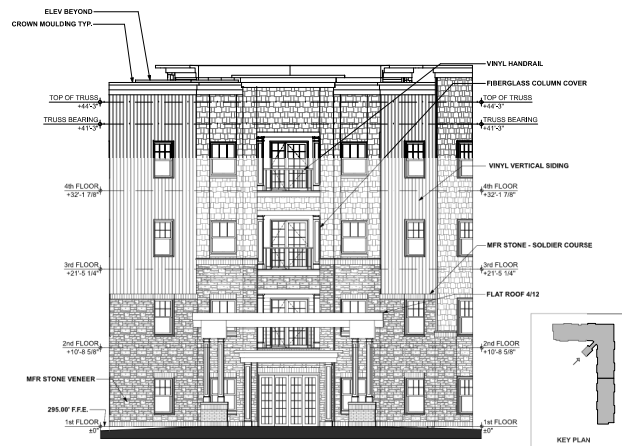 ELEV BEYOND
CROWN MOULDING TYP.
VINYL HANDRAIL
FIBERGLASS COLUMN COVER
TOP OF TRUSS
+44'-3"
TOP OF TRUSS
+44'-3"
TRUSS BEARING
+41'-3"
TRUSS BEARING
+41'-3"
VINYL VERTICAL SIDING
4th FLOOR
+32'-1 7/8"
4th FLOOR
+32'-1 7/8"
MFR STONE - SOLDIER COURSE
3rd FLOOR
+21'-5 1/4"
3rd FLOOR
+21'-5 1/4"
FLAT ROOF 4/12
2nd FLOOR
+10'-8 5/8"
2nd FLOOR
+10'-8 5/8"
MFR STONE VENEER
295.00' F.F.E.
1st FLOOR
±0"
1st FLOOR
±0"
KEY PLAN